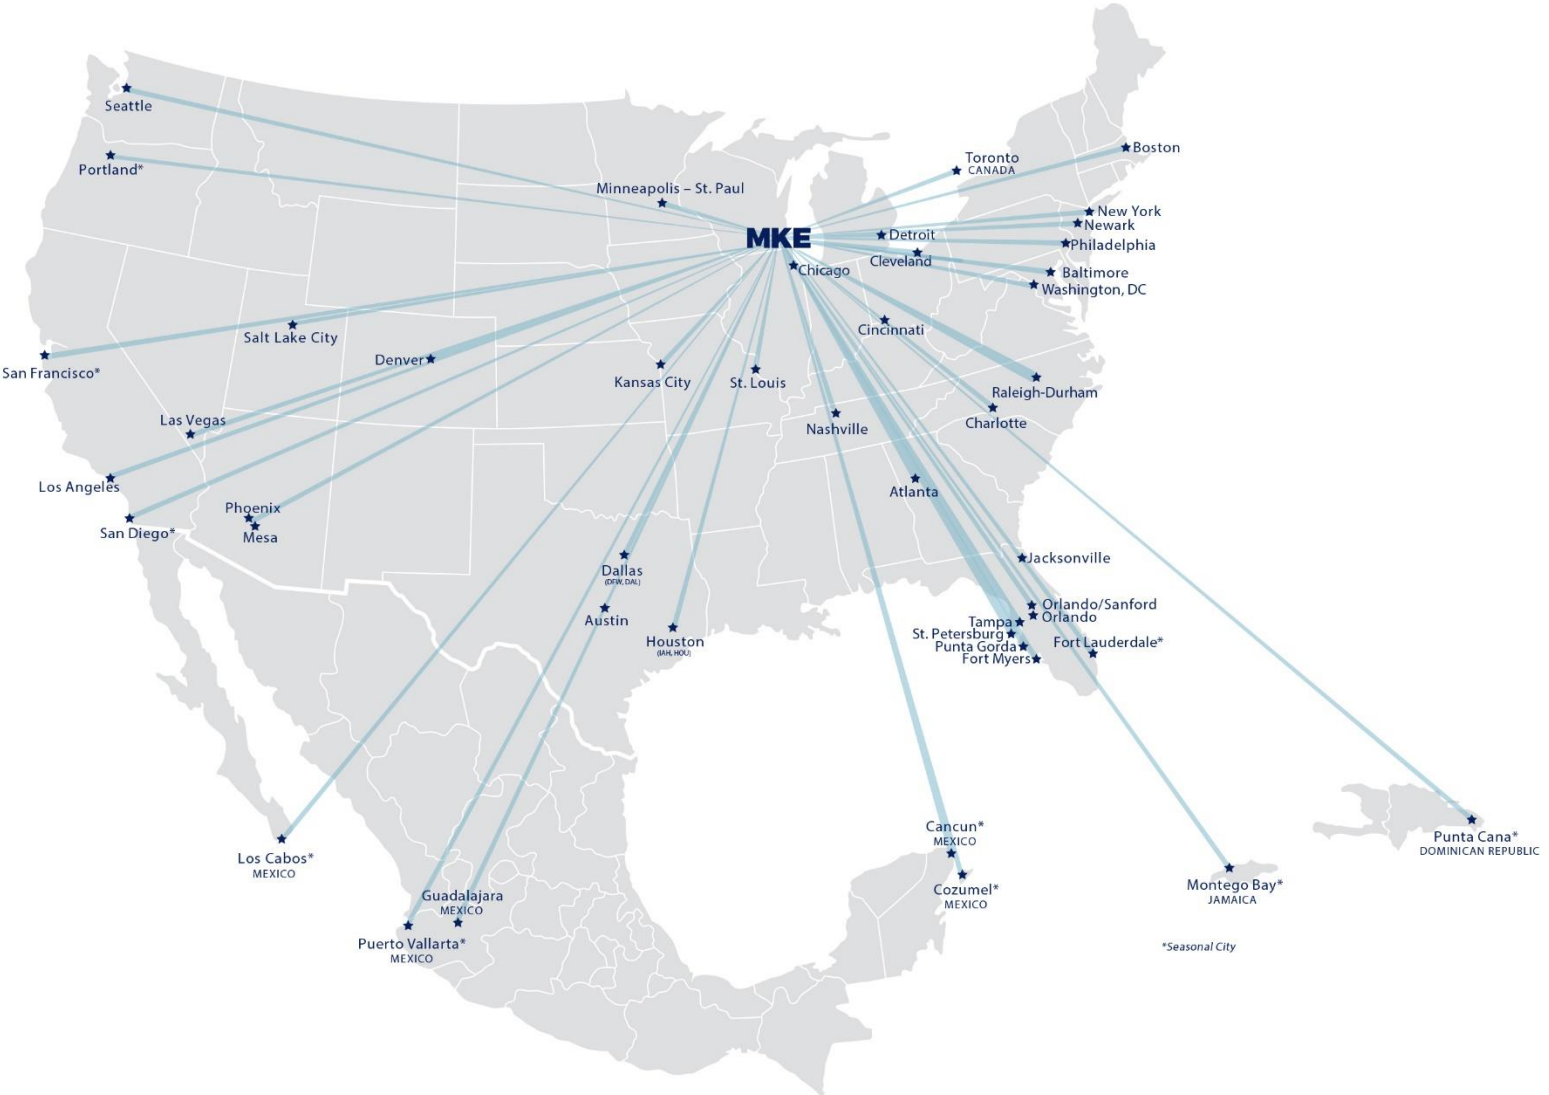 Seattle
Portland*
Minneapolis – St. Paul
Toronto
CANADA
Boston
New York
Newark
MKE
Detroit
Philadelphia
Cleveland
Chicago
Baltimore
Washington, DC
Salt Lake City
Cincinnati
San Francisco*
Denver
Kansas City
St. Louis
Raleigh-Durham
Las Vegas
Nashville
Charlotte
Los Angeles
Atlanta
Phoenix
San Diego*
Mesa
Dallas
(DFW, DAL)
Jacksonville
Austin
Orlando/Sanford
Orlando
Tampa
St. Petersburg
Houston
(IAH, HOU)
Punta Gorda
Fort Lauderdale*
Fort Myers
Cancun*
MEXICO
Punta Cana*
DOMINICAN REPUBLIC
Los Cabos*
MEXICO
Cozumel*
MEXICO
Montego Bay*
JAMAICA
Guadalajara
MEXICO
Puerto Vallarta*
MEXICO
*Seasonal City